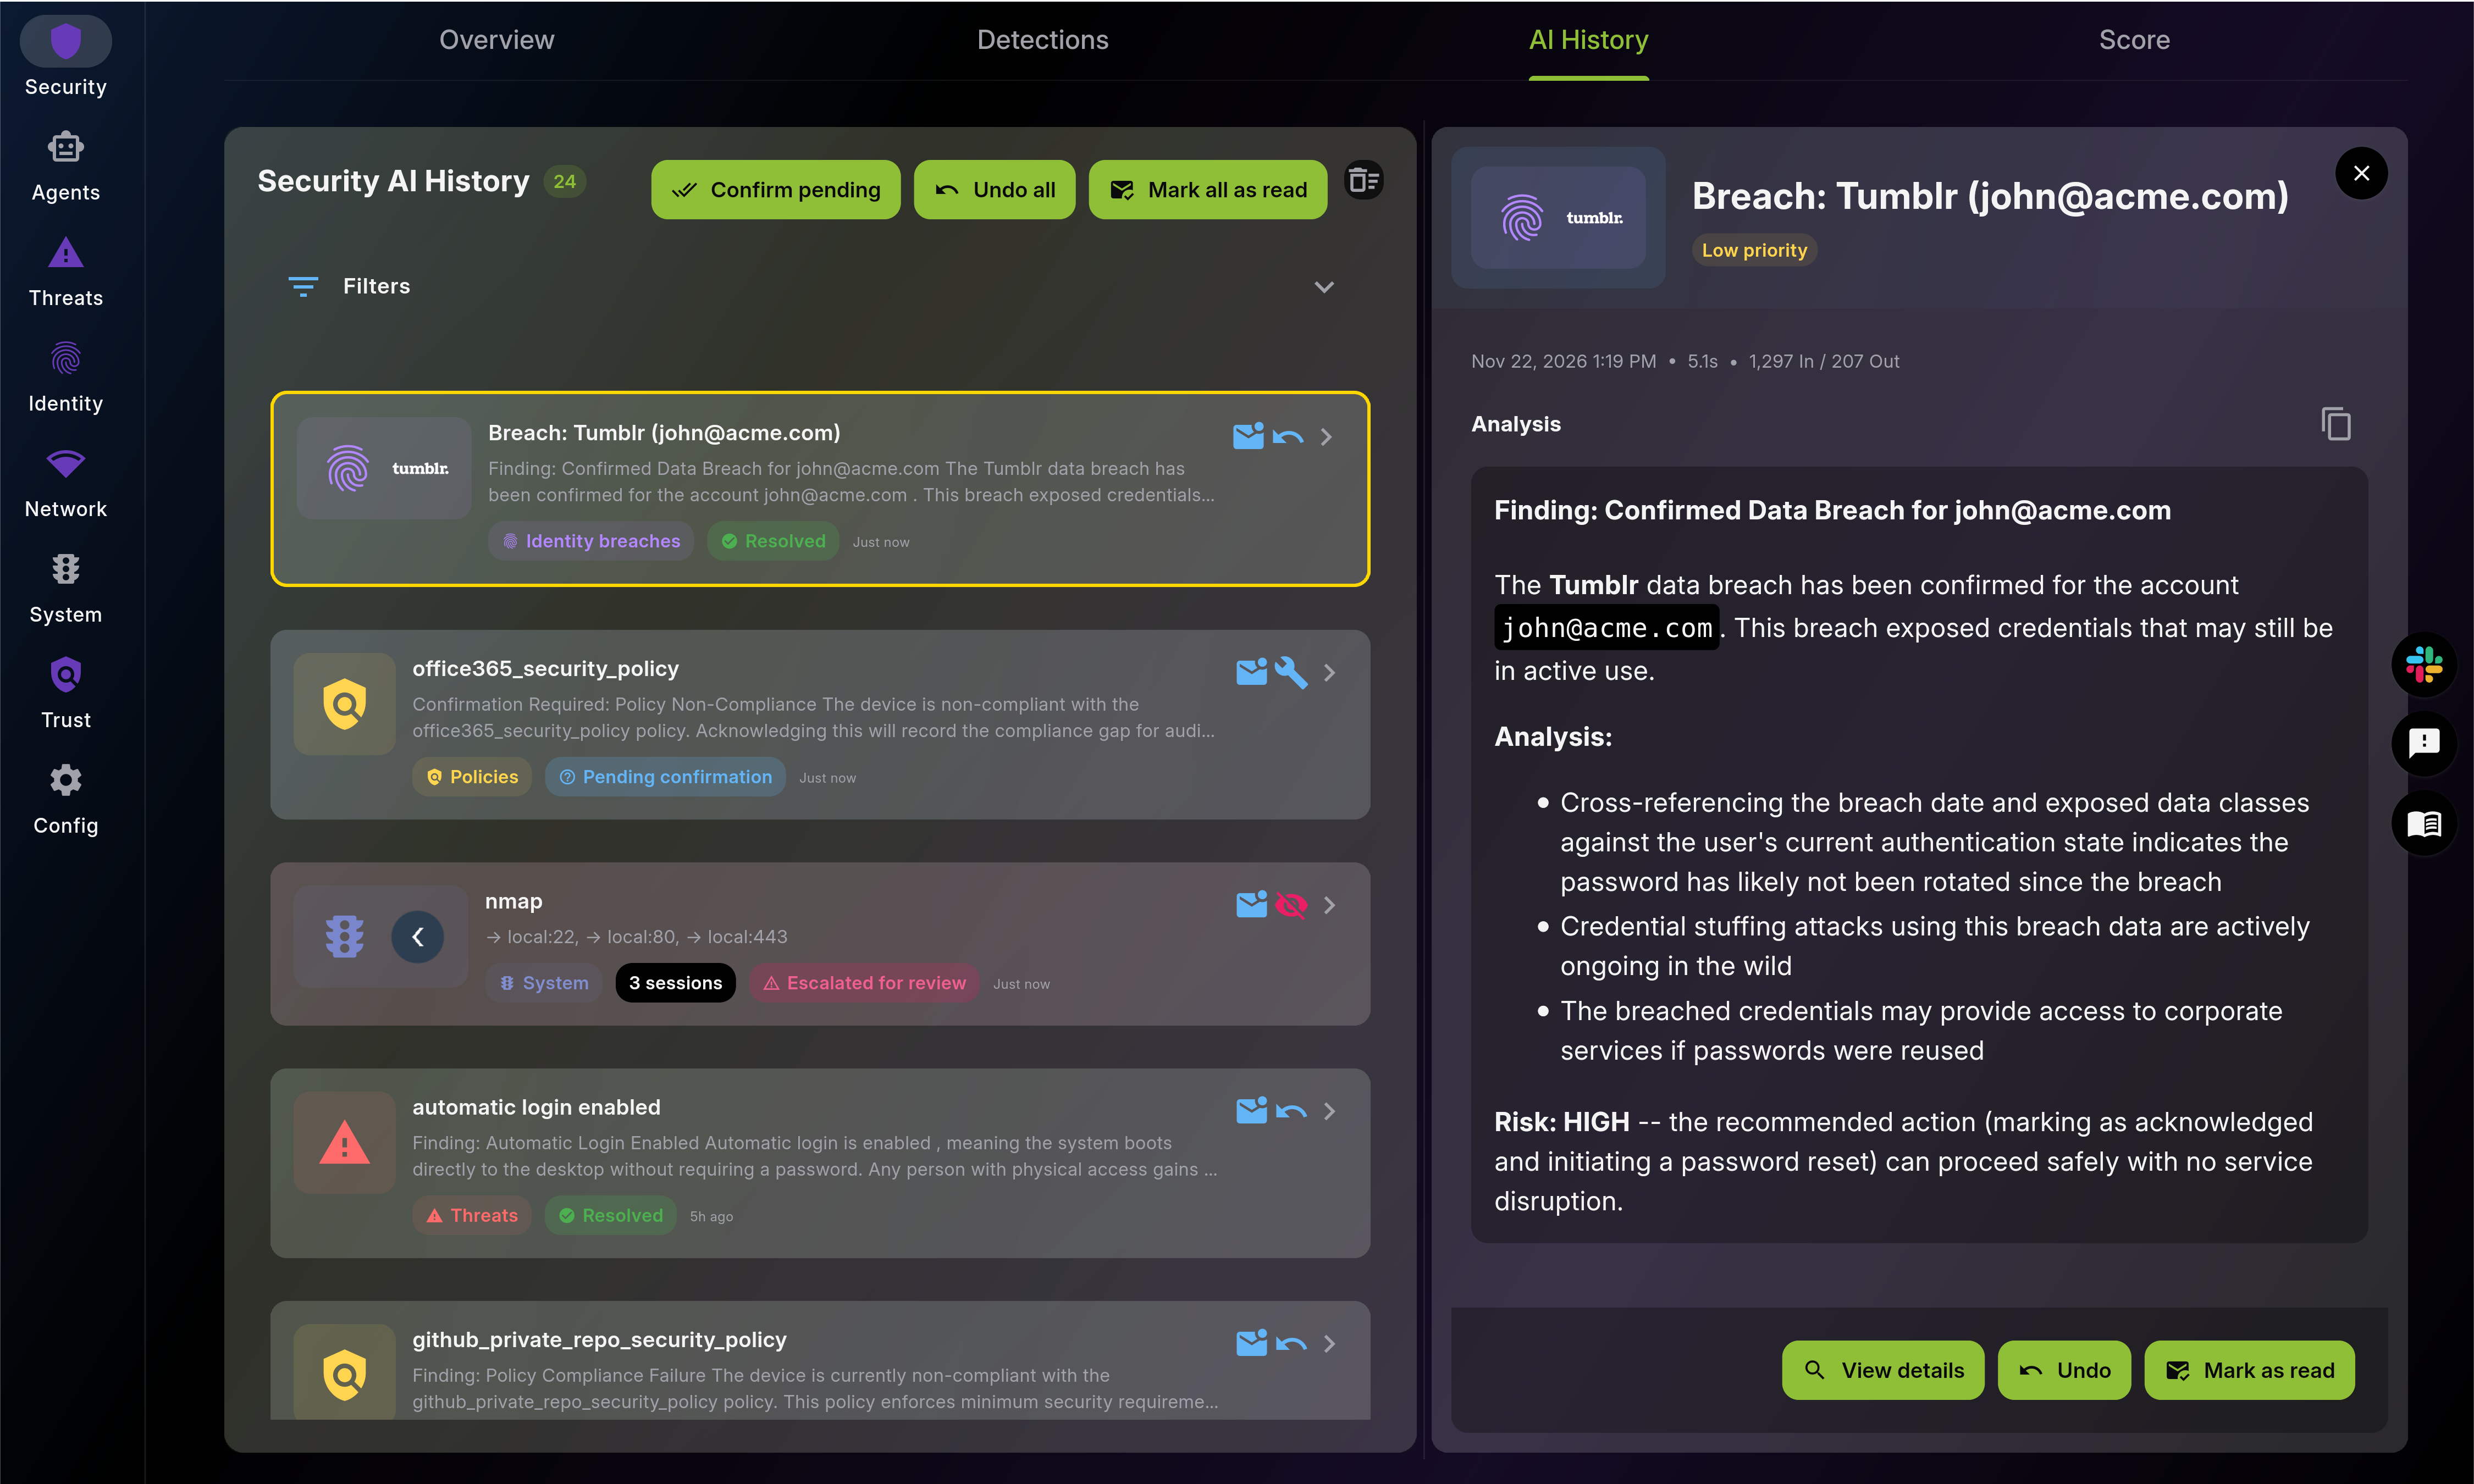 Security
Agents
Threats
Identity
Network
System
Trust
Config
Overview
Detections
AI History
Score
Security AI History
24
Confirm pending
Undo all
Mark all as read
Filters
tumblr.
Breach: Tumblr (john@acme.com)
Finding: Confirmed Data Breach for john@acme.com The Tumblr data breach has
been confirmed for the account john@acme.com . This breach exposed credentials...
Identity breaches
Resolved
Just now
office365_security_policy
Confirmation Required: Policy Non-Compliance The device is non-compliant with the
office365_security_policy policy. Acknowledging this will record the compliance gap for audi...
Policies
Pending confirmation
Just now
nmap
→ local:22, → local:80, → local:443
System
3 sessions
Escalated for review
Just now
automatic login enabled
Finding: Automatic Login Enabled Automatic login is enabled , meaning the system boots
directly to the desktop without requiring a password. Any person with physical access gains ...
Threats
Resolved
5h ago
github_private_repo_security_policy
Finding: Policy Compliance Failure The device is currently non-compliant with the
github_private_repo_security_policy policy. This policy enforces minimum security requireme...
tumblr.
Breach: Tumblr (john@acme.com)
Low priority
Nov 22, 2026 1:19 PM • 5.1s • 1,297 In / 207 Out
Analysis
Finding: Confirmed Data Breach for john@acme.com
The Tumblr data breach has been confirmed for the account
john@acme.com. This breach exposed credentials that may still be
in active use.
Analysis:
• Cross-referencing the breach date and exposed data classes
against the user's current authentication state indicates the
password has likely not been rotated since the breach
• Credential stuffing attacks using this breach data are actively
ongoing in the wild
• The breached credentials may provide access to corporate
services if passwords were reused
Risk: HIGH -- the recommended action (marking as acknowledged
and initiating a password reset) can proceed safely with no service
disruption.
View details
Undo
Mark as read